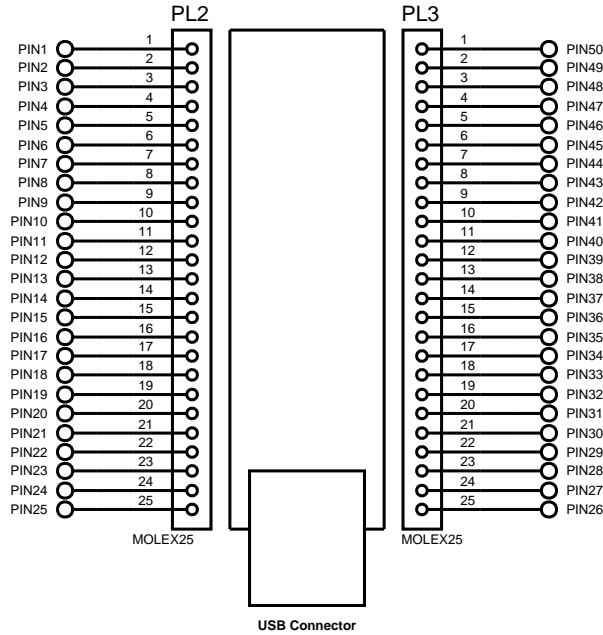 PL2 PL3
PIN1 1 1 PIN50
PIN2 2 2 PIN49
PIN3 3 3 PIN48
PIN4 4 4 PIN47
PIN5 5 5 PIN46
PIN6 6 6 PIN45
PIN7 7 7 PIN44
PIN8 8 8 PIN43
PIN9 9 9 PIN42
PIN10 10 10 PIN41
PIN11 11 11 PIN40
PIN12 12 12 PIN39
PIN13 13 13 PIN38
PIN14 14 14 PIN37
PIN15 15 15 PIN36
PIN16 16 16 PIN35
PIN17 17 17 PIN34
PIN18 18 18 PIN33
PIN19 19 19 PIN32
PIN20 20 20 PIN31
PIN21 21 21 PIN30
PIN22 22 22 PIN29
PIN23 23 23 PIN28
PIN24 24 24 PIN27
PIN25 25 25 PIN26
MOLEX25 MOLEX25
USB Connector